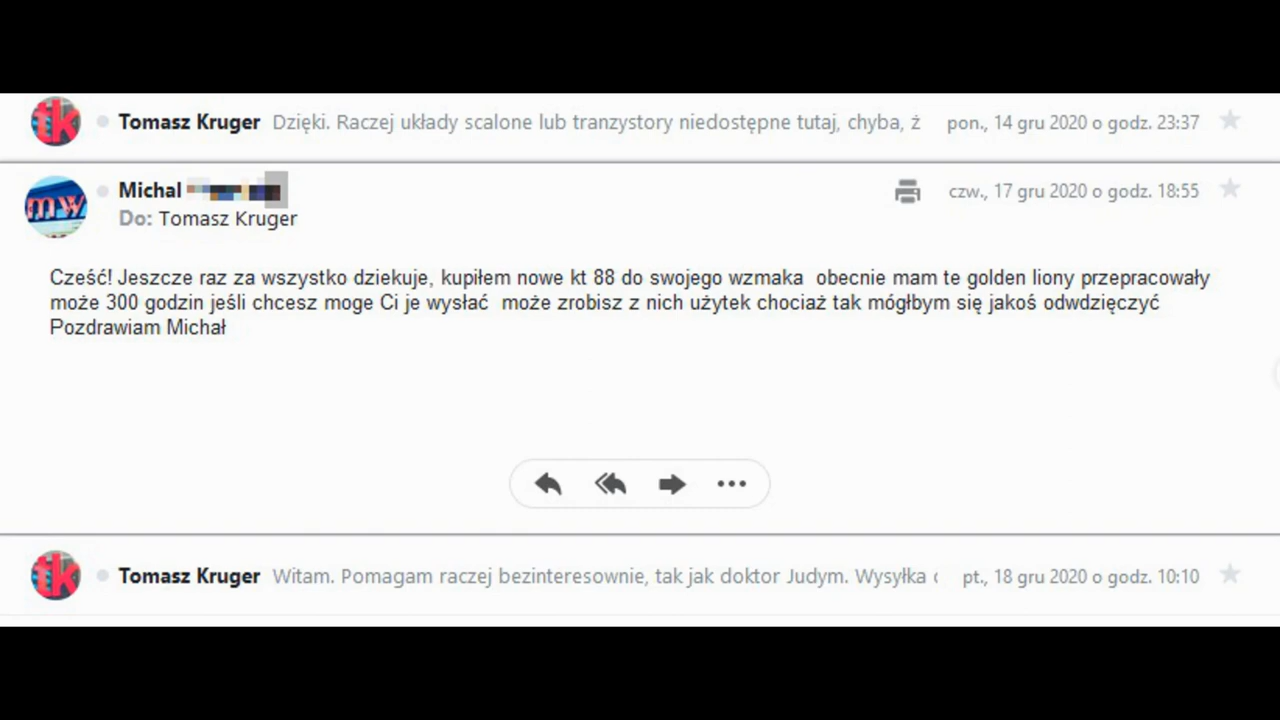 tk Tomasz Kruger Dzięki. Raczej układy scalone lub tranzystory niedostępne tutaj, chyba, ż pon., 14 gru 2020 o godz. 23:37
mw Michal czw., 17 gru 2020 o godz. 18:55
Do: Tomasz Kruger
Cześć! Jeszcze raz za wszystko dziekuje, kupiłem nowe kt 88 do swojego wzmaka obecnie mam te golden liony przepracowały
może 300 godzin jeśli chcesz moge Ci je wysłać może zrobisz z nich użytek chociaż tak mógłbym się jakoś odwdzięczyć
Pozdrawiam Michał
tk Tomasz Kruger Witam. Pomagam raczej bezinteresownie, tak jak doktor Judym. Wysyłka pt., 18 gru 2020 o godz. 10:10